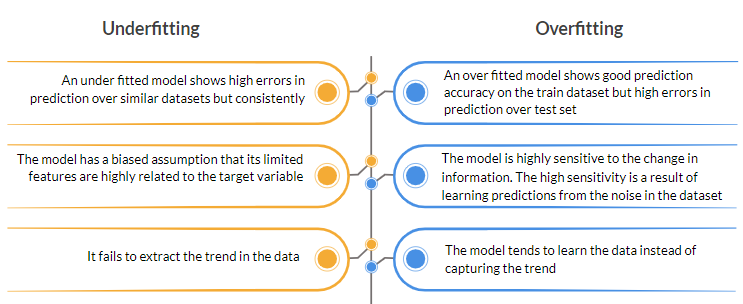 Underfitting
Overfitting
An under fitted model shows high errors in
prediction over similar datasets but consistently
An over fitted model shows good prediction
accuracy on the train dataset but high errors in
prediction over test set
The model has a biased assumption that its limited
features are highly related to the target variable
The model is highly sensitive to the change in
information. The high sensitivity is a result of
learning predictions from the noise in the dataset
It fails to extract the trend in the data
The model tends to learn the data instead of
capturing the trend